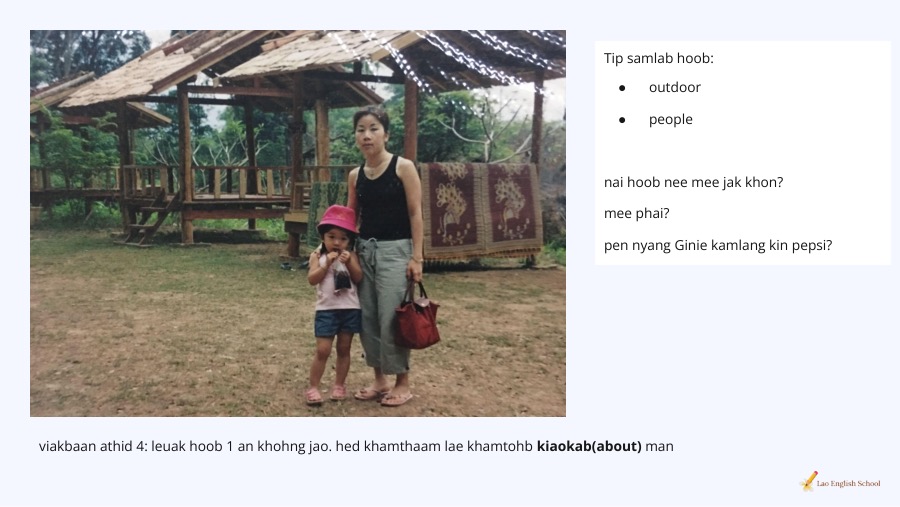 Tip samlab hoob:
● outdoor
● people
nai hoob nee mee jak khon?
mee phai?
pen nyang Ginie kamlang kin pepsi?
viakbaan athid 4: leuak hoob 1 an khohng jao. hed khamthaam lae khamtohb kiaokab(about) man
Lao English School